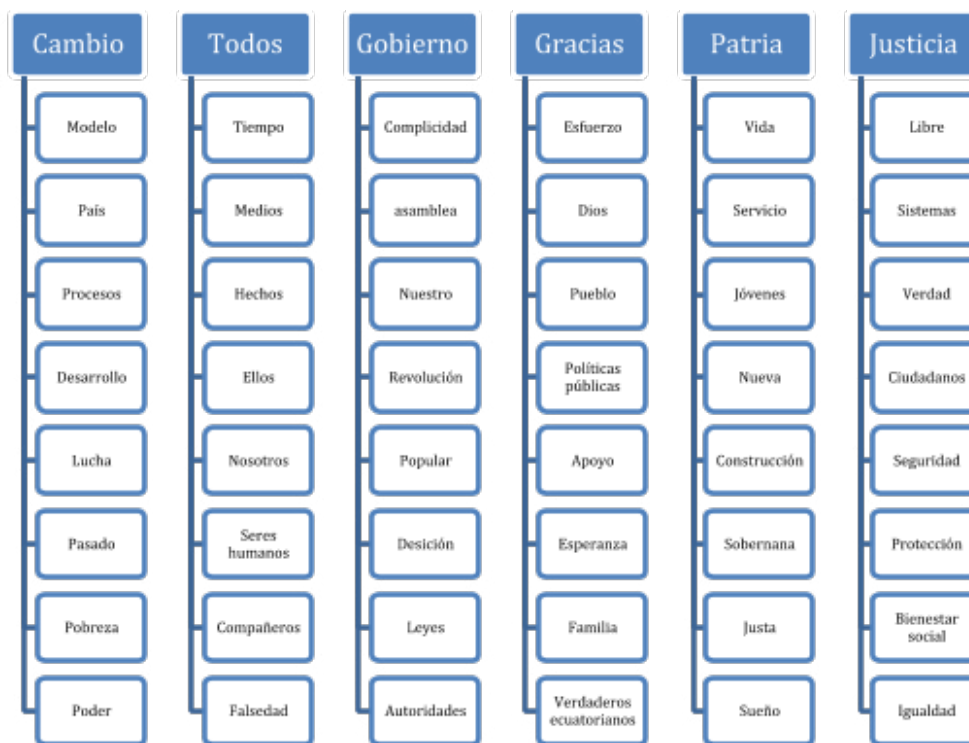 Cambio
Modelo
País
Procesos
Desarrollo
Lucha
Pasado
Pobreza
Poder
Todos
Tiempo
Medios
Hechos
Ellos
Nosotros
Seres
humanos
Compañeros
Falsedad
Gobierno
Complicidad
asamblea
Nuestro
Revolución
Popular
Desición
Leyes
Autoridades
Gracias
Esfuerzo
Dios
Pueblo
Políticas
públicas
Apoyo
Esperanza
Familia
Verdaderos
ecuatorianos
Patria
Vida
Servicio
Jóvenes
Nueva
Construcción
Sobernana
Justa
Sueño
Justicia
Libre
Sistemas
Verdad
Ciudadanos
Seguridad
Protección
Bienestar
social
Igualdad